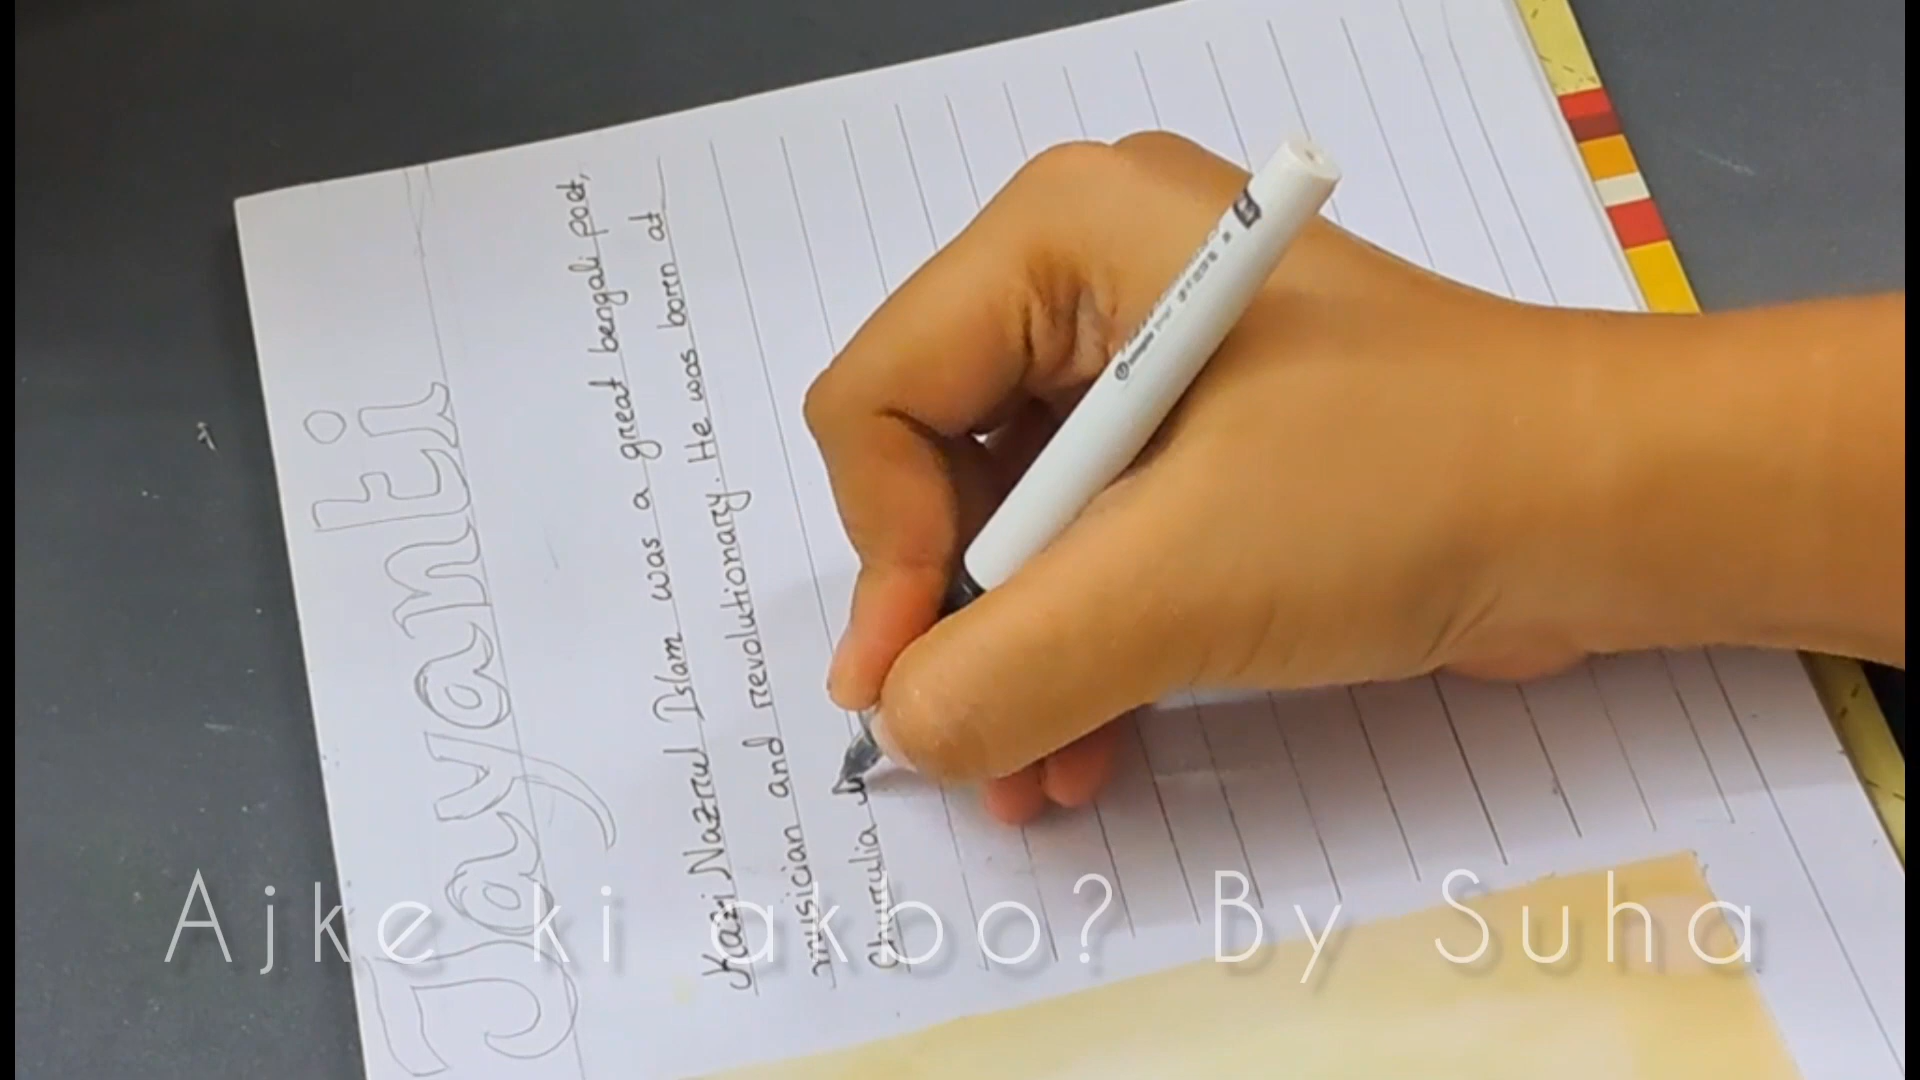 Jayanti
Kazi Nazrul Islam was a great bengali poet,
musician and revolutionary. He was born at
Churulia
Ajke ki akbo? By Suha